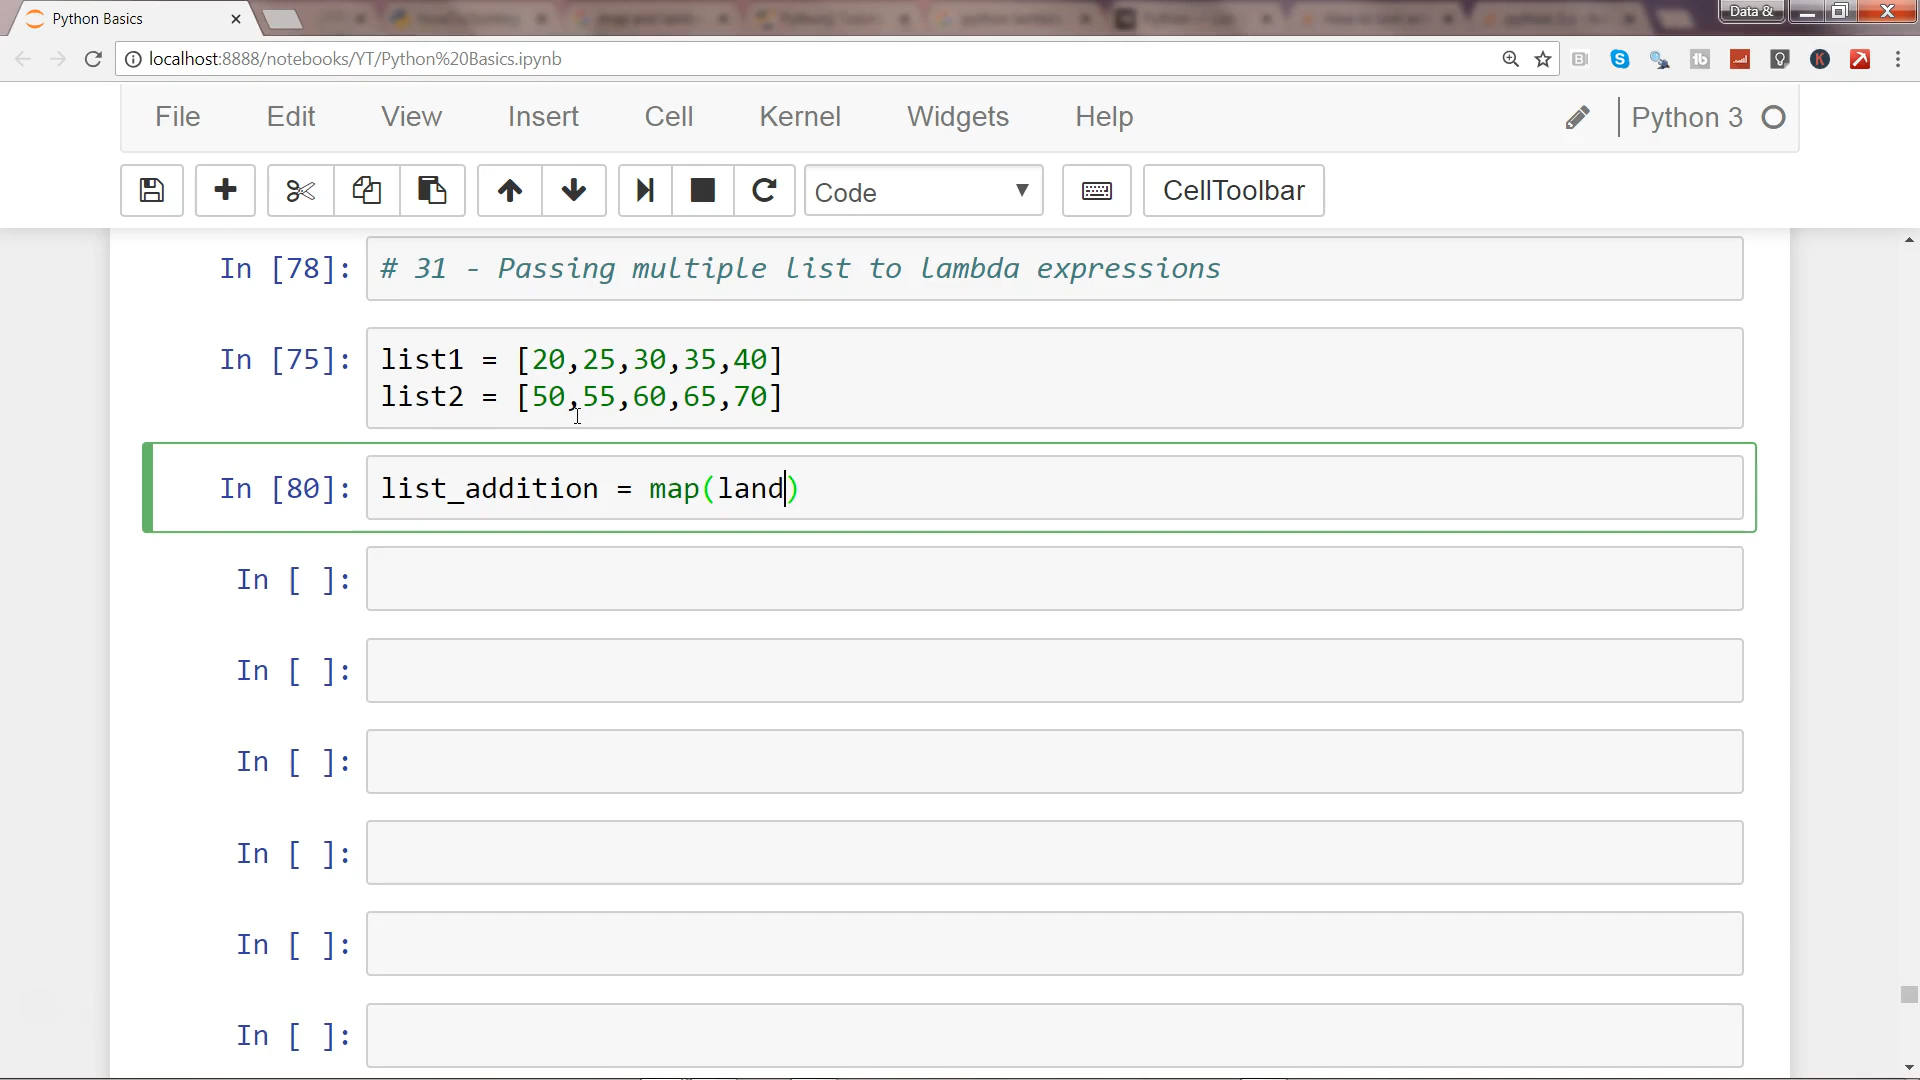 Python Basics
Data &
localhost:8888/notebooks/YT/Python%20Basics.ipynb
File Edit View Insert Cell Kernel Widgets Help Python 3
Code CellToolbar
In [78]: # 31 - Passing multiple list to lambda expressions
In [75]: list1 = [20,25,30,35,40]
list2 = [50,55,60,65,70]
In [80]: list_addition = map(land)
In [ ]:
In [ ]:
In [ ]:
In [ ]:
In [ ]:
In [ ]: